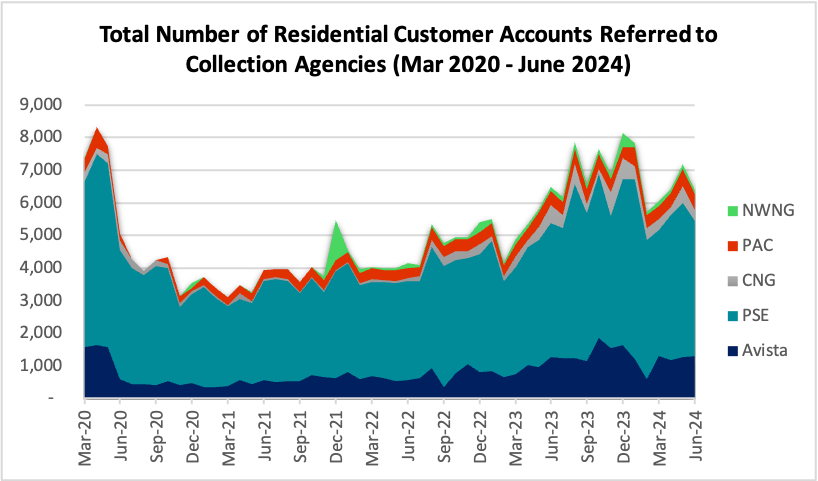 Total Number of Residential Customer Accounts Referred to
Collection Agencies (Mar 2020 - June 2024)
9,000
8,000
7,000
6,000
5,000
4,000
3,000
2,000
1,000
-
NWNG
PAC
CNG
PSE
Avista
Mar-20
Jun-20
Sep-20
Dec-20
Mar-21
Jun-21
Sep-21
Dec-21
Mar-22
Jun-22
Sep-22
Dec-22
Mar-23
Jun-23
Sep-23
Dec-23
Mar-24
Jun-24